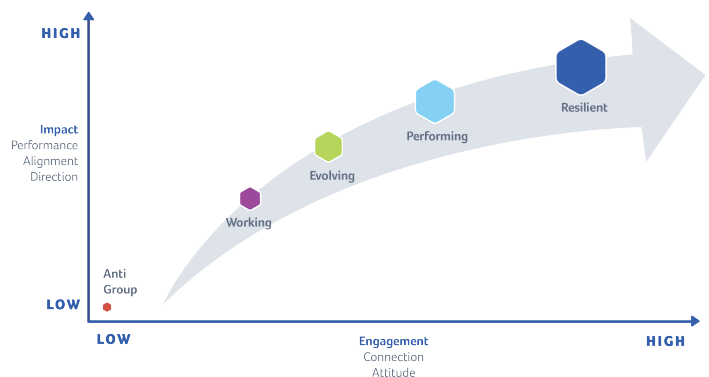 HIGH
Impact
Performance
Alignment
Direction
LOW
Anti
Group
Working
Evolving
Performing
Resilient
LOW
Engagement
Connection
Attitude
HIGH